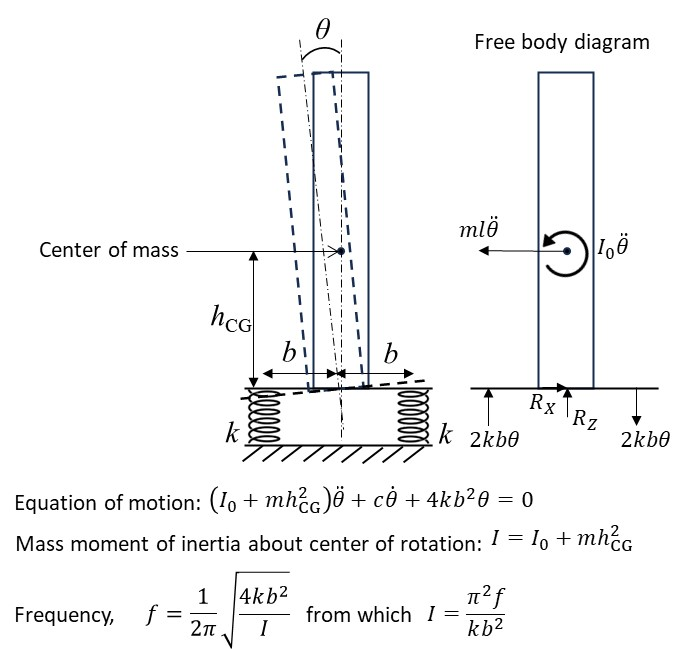 θ
Free body diagram
Center of mass
mlθ̈
I₀θ̈
h_CG
b b
k k
R_X R_Z
2kbθ 2kbθ
Equation of motion: (I₀ + mh²_CG)θ̈ + cθ̇ + 4kb²θ = 0
Mass moment of inertia about center of rotation: I = I₀ + mh²_CG
Frequency, f = 1/2π √(4kb²/I) from which I = π²f/kb²